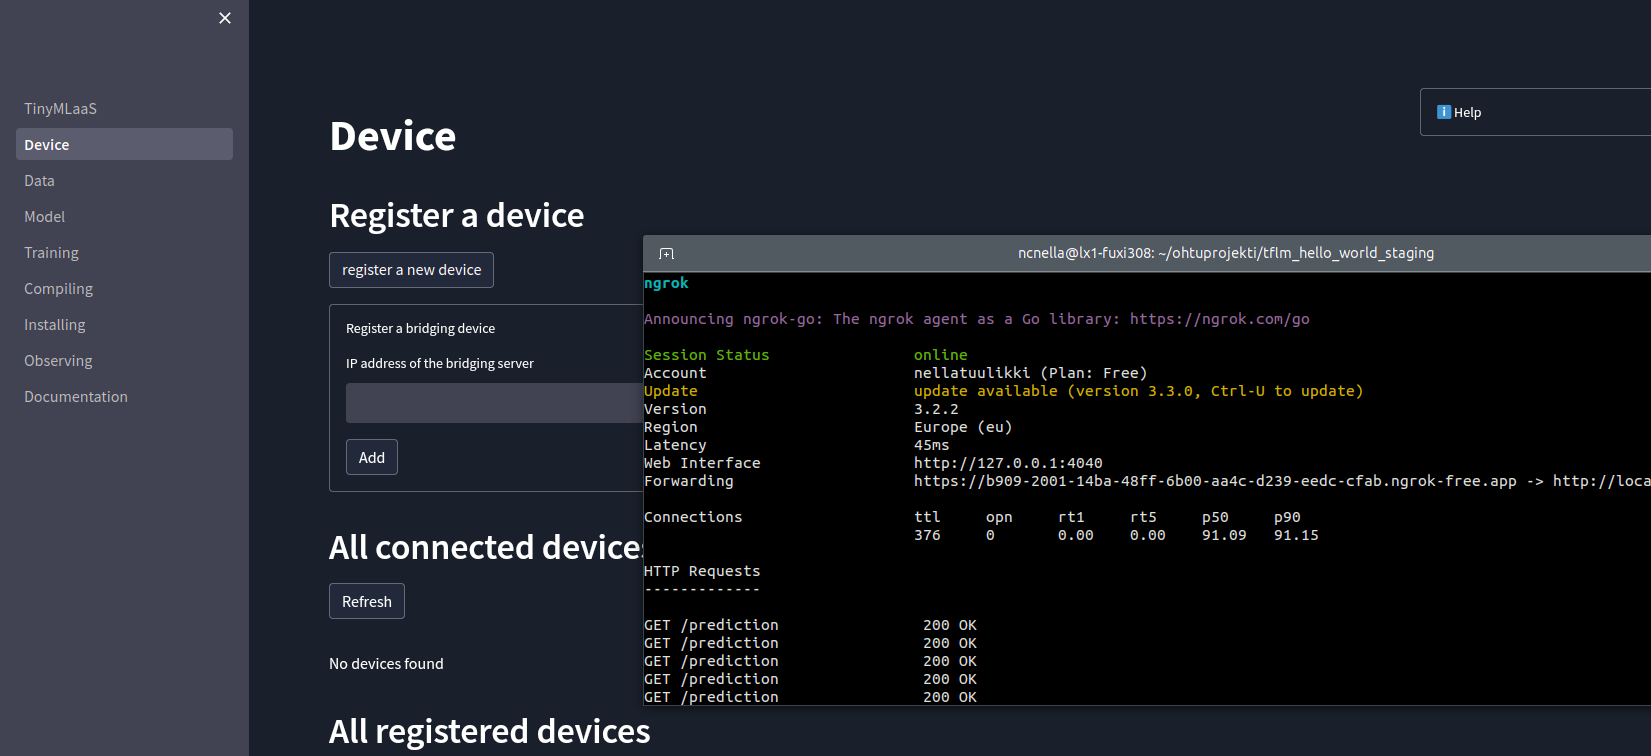 TinyMLaaS
Device
Data
Model
Training
Compiling
Installing
Observing
Documentation
Help
Device
Register a device
register a new device
Register a bridging device
IP address of the bridging server
Add
All connected devices
Refresh
No devices found
All registered devices
ncnella@lx1-fuxi308: ~/ohtuprojekti/tflm_hello_world_staging
ngrok
Announcing ngrok-go: The ngrok agent as a Go library: https://ngrok.com/go
Session Status online
Account nellatuulikki (Plan: Free)
Update update available (version 3.3.0, Ctrl-U to update)
Version 3.2.2
Region Europe (eu)
Latency 45ms
Web Interface http://127.0.0.1:4040
Forwarding https://b909-2001-14ba-48ff-6b00-aa4c-d239-eedc-cfab.ngrok-free.app -> http://loca
Connections ttl opn rt1 rt5 p50 p90
376 0 0.00 0.00 91.09 91.15
HTTP Requests
-------------
GET /prediction 200 OK
GET /prediction 200 OK
GET /prediction 200 OK
GET /prediction 200 OK
GET /prediction 200 OK